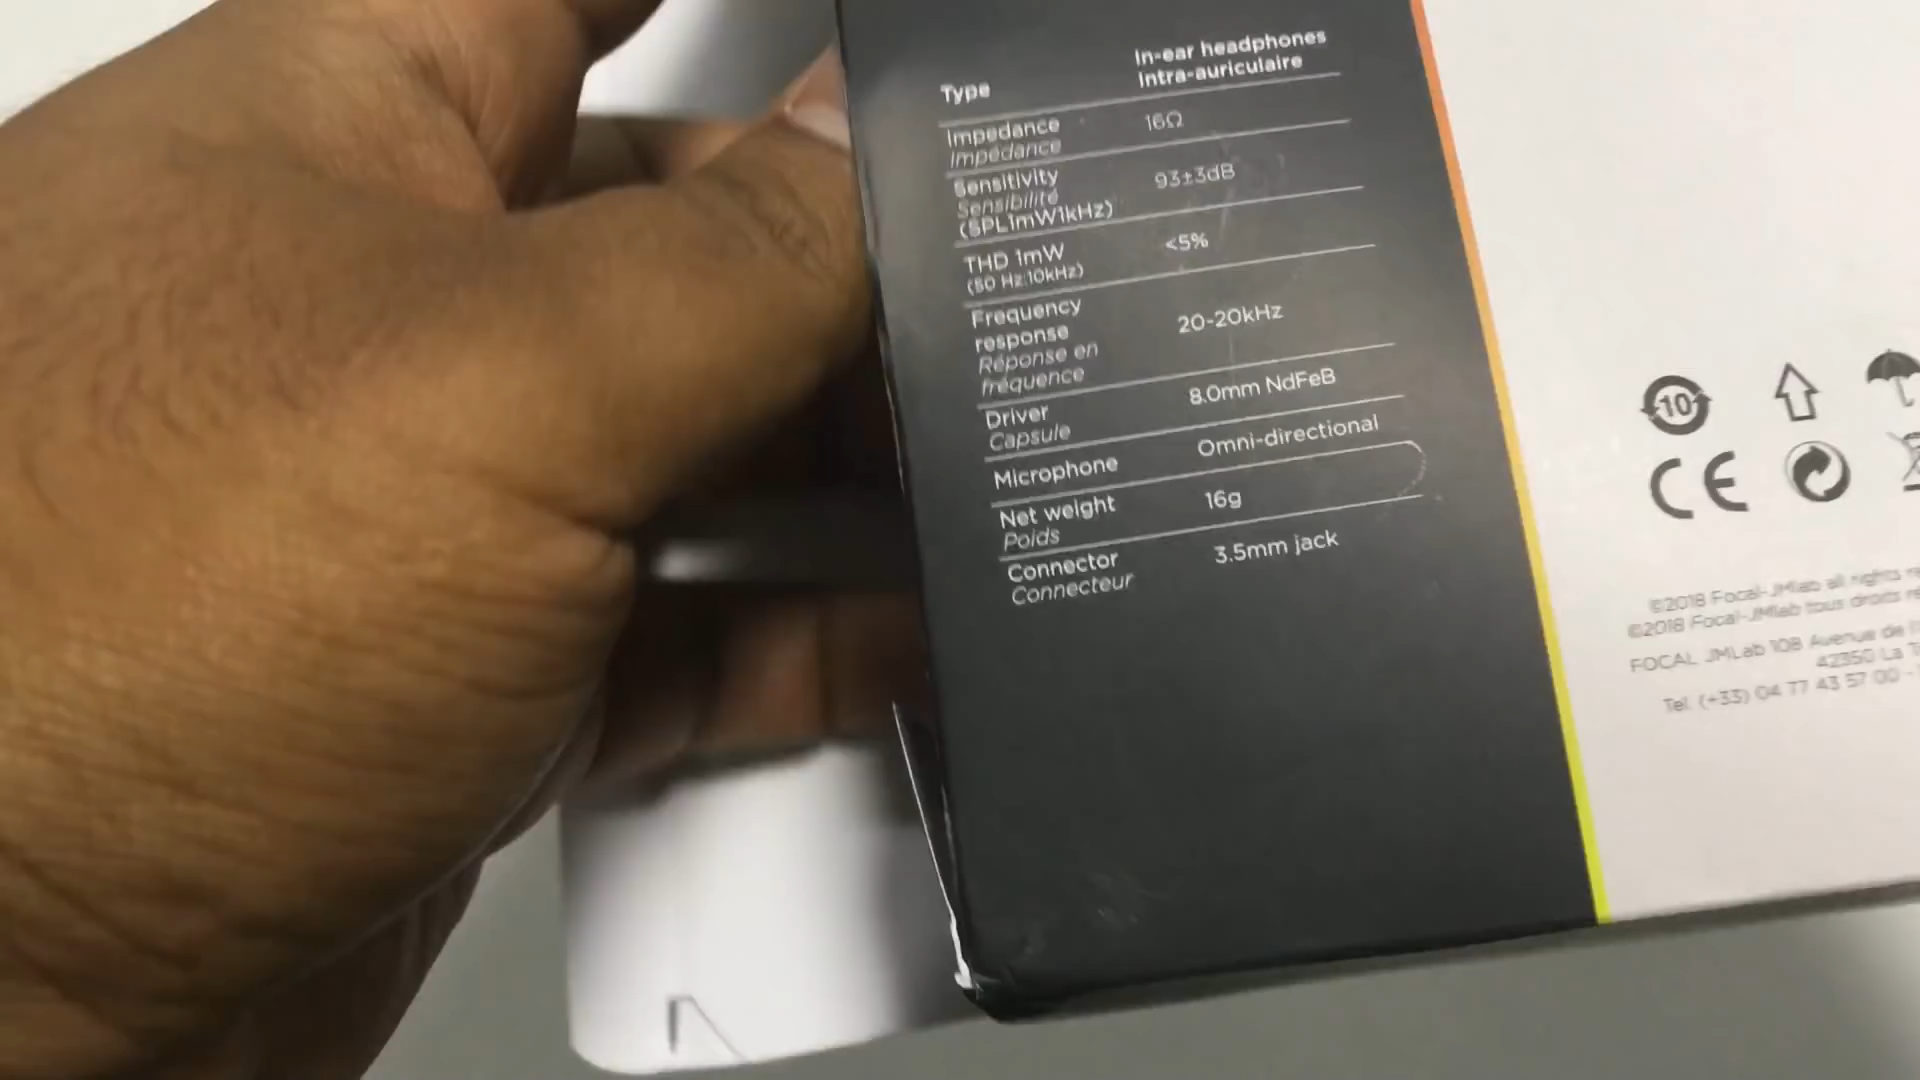 Type In-ear headphones
Intra-auriculaire
Impedance 16Ω
Impédance
Sensitivity 93±3dB
Sensibilité
(SPL1mW1kHz)
THD 1mW <5%
(50 Hz:10kHz)
Frequency
response 20-20kHz
Réponse en
fréquence
Driver 8.0mm NdFeB
Capsule
Microphone Omni-directional
Net weight 16g
Poids
Connector 3.5mm jack
Connecteur
10
CE
©2018 Focal-JMlab all rights
©2018 Focal-JMlab tous droits
FOCAL JMLab 108 Avenue de
42350 La
Tel. (+33) 04 77 43 57 00 -